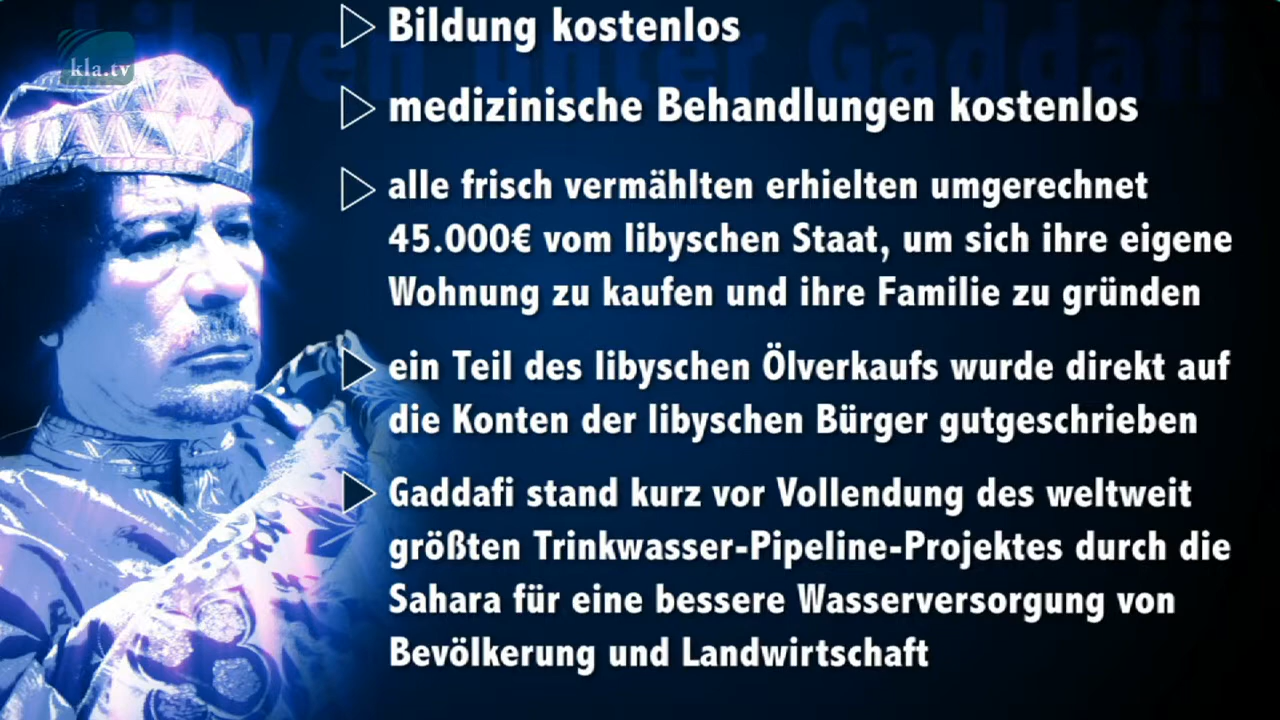 Libyen unter Gaddafi
kla.tv
Bildung kostenlos
medizinische Behandlungen kostenlos
alle frisch vermählten erhielten umgerechnet
45.000€ vom libyschen Staat, um sich ihre eigene
Wohnung zu kaufen und ihre Familie zu gründen
ein Teil des libyschen Ölverkaufs wurde direkt auf
die Konten der libyschen Bürger gutgeschrieben
Gaddafi stand kurz vor Vollendung des weltweit
größten Trinkwasser-Pipeline-Projektes durch die
Sahara für eine bessere Wasserversorgung von
Bevölkerung und Landwirtschaft